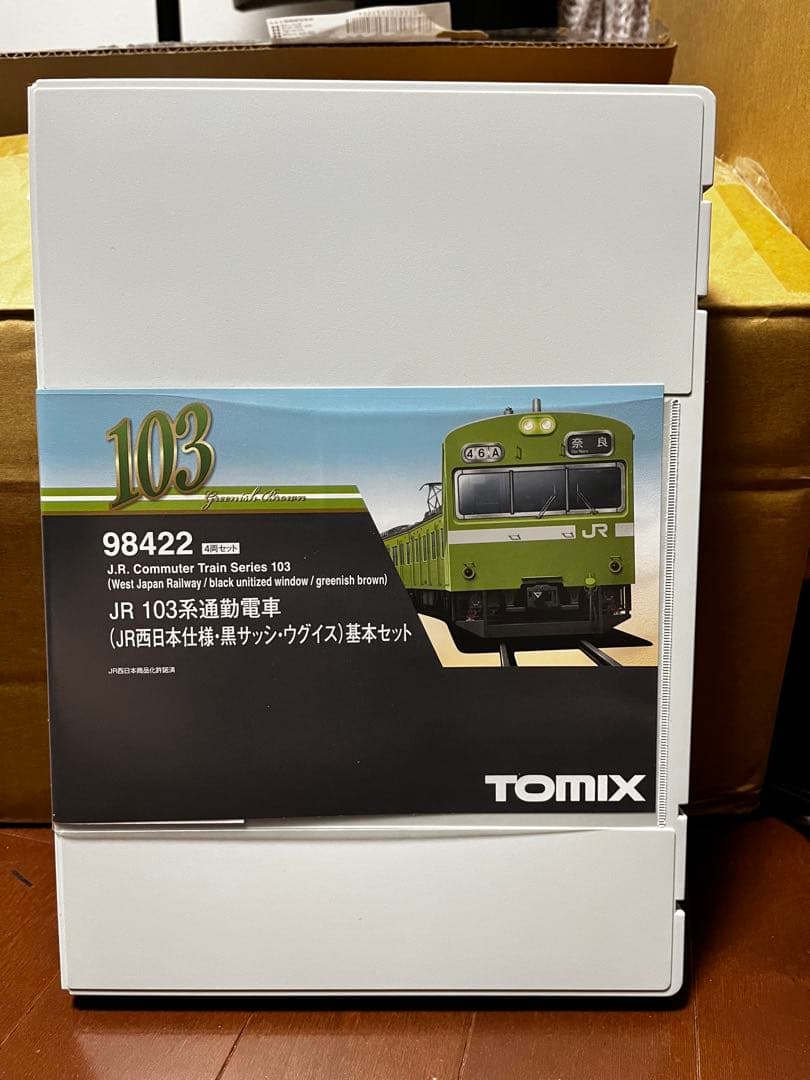 103
Greenish Brown
98422 4両セット
J.R. Commuter Train Series 103
(West Japan Railway / black unitized window / greenish brown)
JR 103系通勤電車
(JR西日本仕様・黒サッシ・ウグイス)基本セット
JR西日本商品化許諾済
46A
奈良
JR
TOMIX